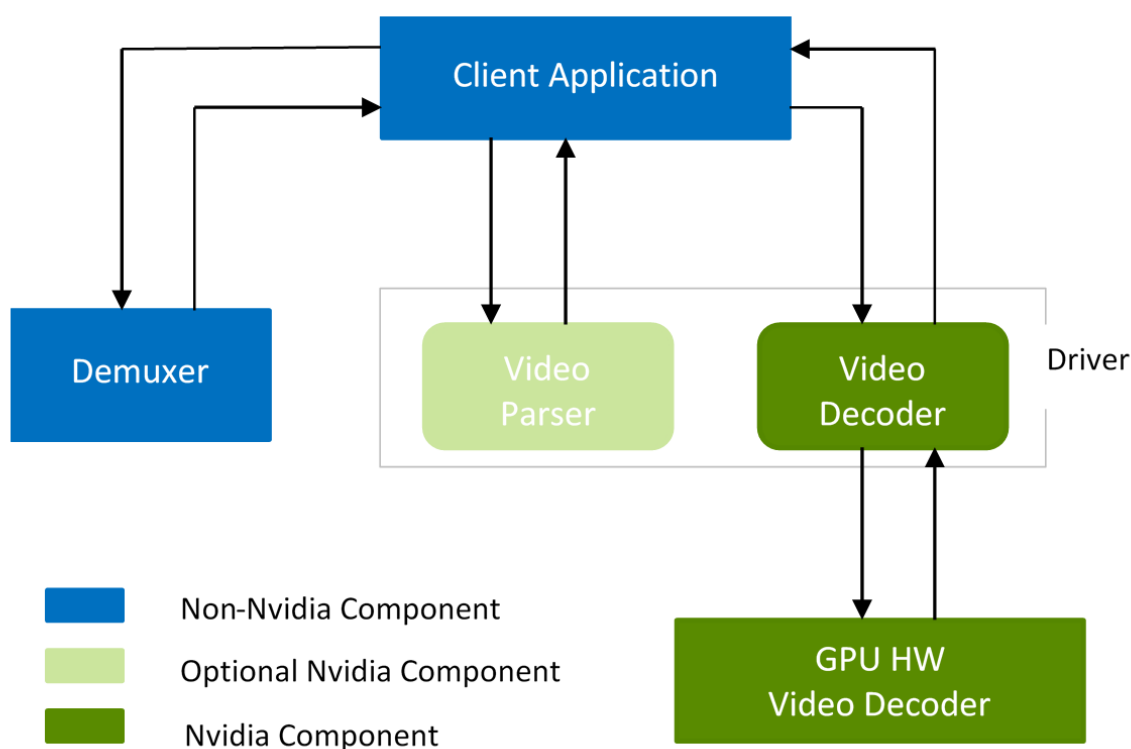 Client Application
Demuxer
Video
Parser
Video
Decoder
Driver
Non-Nvidia Component
Optional Nvidia Component
Nvidia Component
GPU HW
Video Decoder